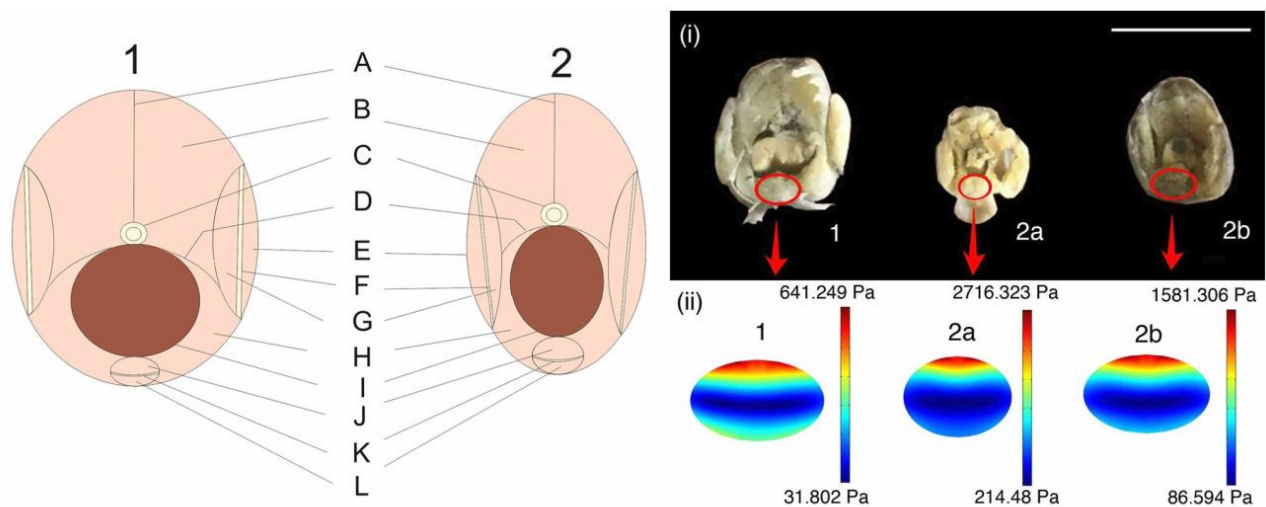 1
2
A
B
C
D
E
F
G
H
I
J
K
L
(i)
1
2a
2b
641.249 Pa
2716.323 Pa
1581.306 Pa
(ii)
1
2a
2b
31.802 Pa
214.48 Pa
86.594 Pa